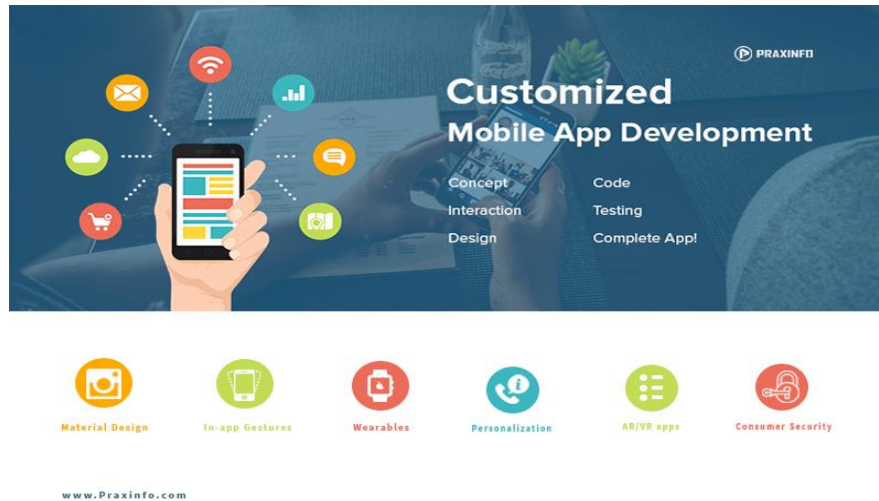 PRAXINFO
Customized
Mobile App Development
Concept
Interaction
Design
Code
Testing
Complete App!
Material Design
In-app Gestures
Wearables
Personalization
AR/VR apps
Consumer Security
www.Praxinfo.com